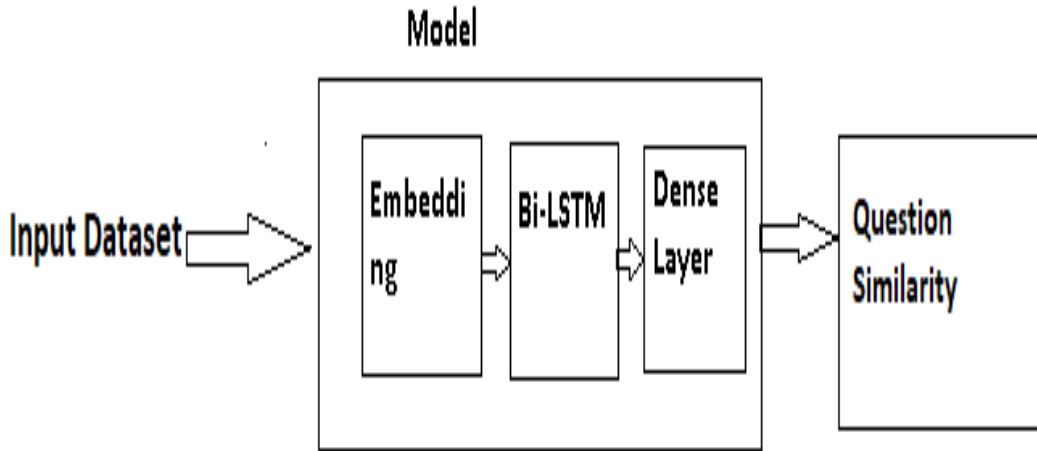 Model
Input Dataset
Embeddi
ng
Bi-LSTM
Dense
Layer
Question
Similarity